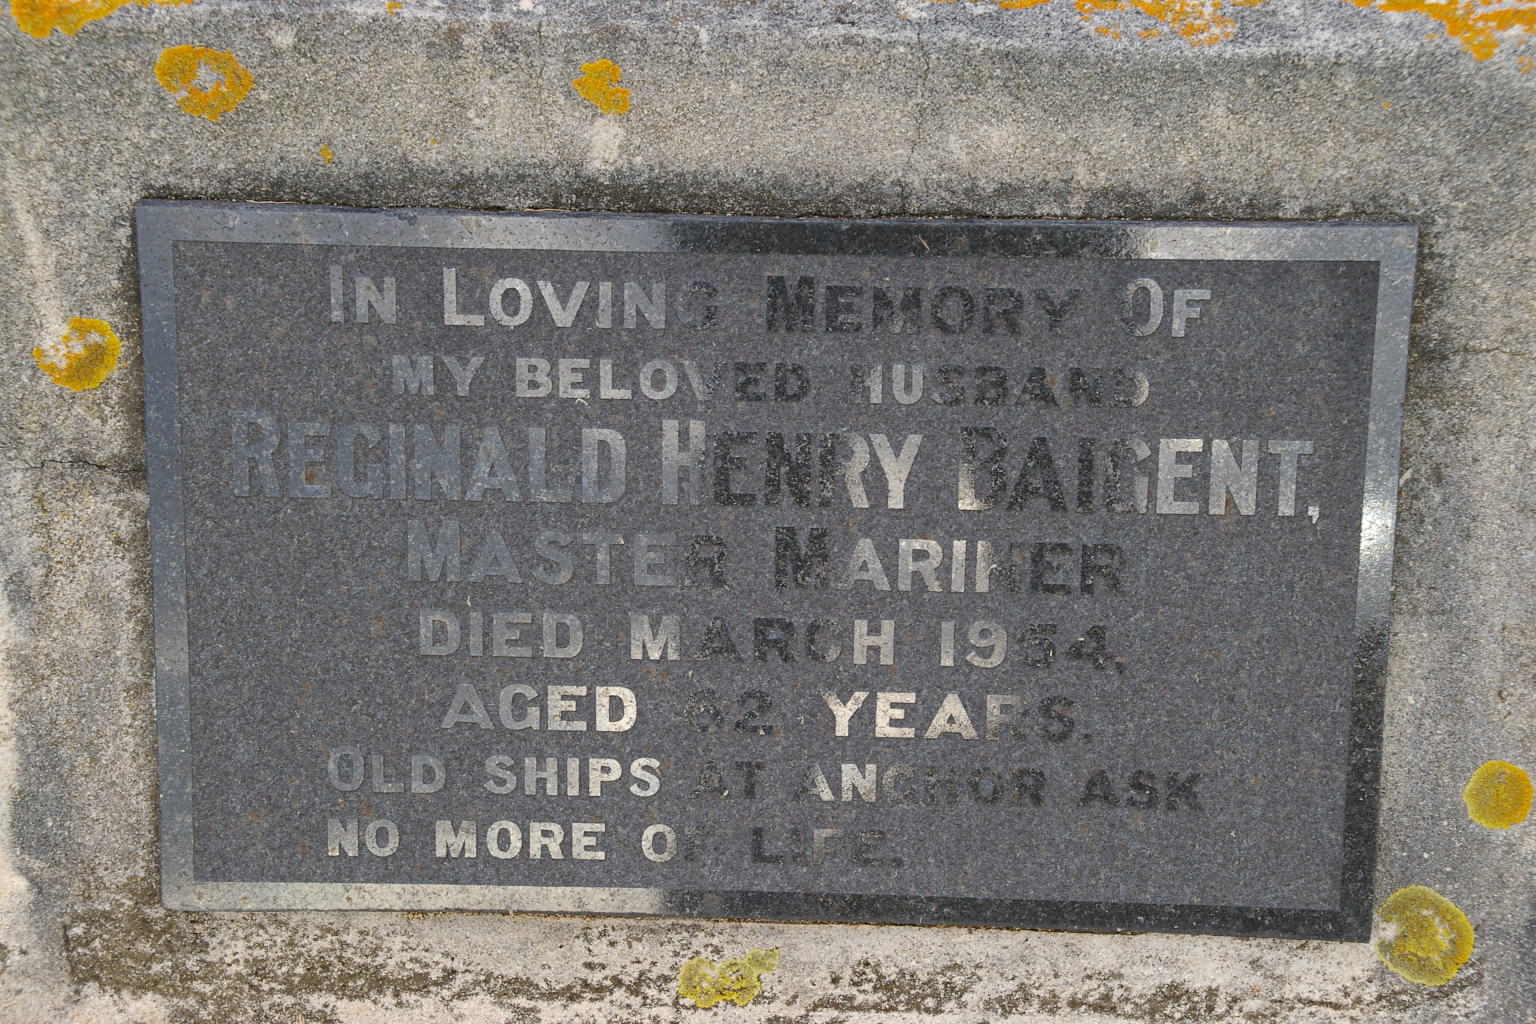 In Loving Memory Of
MY BELOVED HUSBAND
REGINALD HENRY BAIGENT,
MASTER MARINER
DIED MARCH 1954,
AGED 62 YEARS.
OLD SHIPS AT ANCHOR ASK
NO MORE OF LIFE.